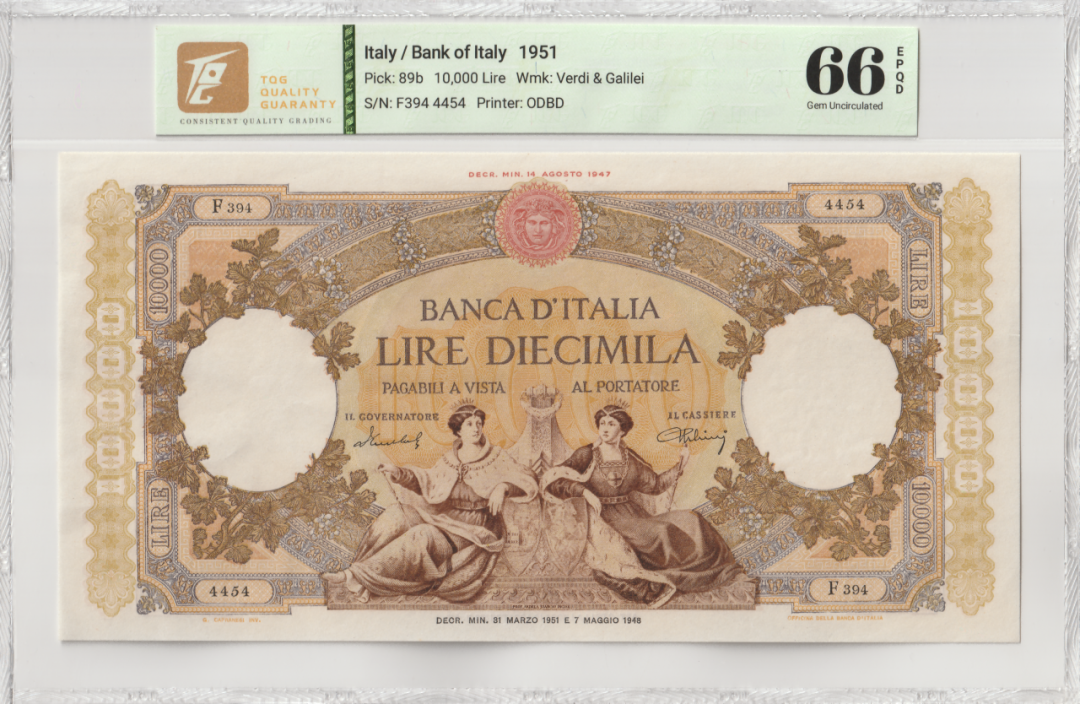 TOG
QUALITY
GUARANTY
CONSISTENT QUALITY GRADING
Italy / Bank of Italy 1951
Pick: 89b 10,000 Lire Wmk: Verdi & Galilei
S/N: F394 4454 Printer: ODBD
66
EPQD
Gem Uncirculated
DECR. MIN. 14 AGOSTO 1947
F 394
4454
10000
LIRE
BANCA D'ITALIA
LIRE DIECIMILA
PAGABILI A VISTA AL PORTATORE
IL GOVERNATORE
IL CASSIERE
LIRE
10000
4454
F 394
DECR. MIN. 31 MARZO 1951 E 7 MAGGIO 1948
OFFICINA DELLA BANCA D'ITALIA